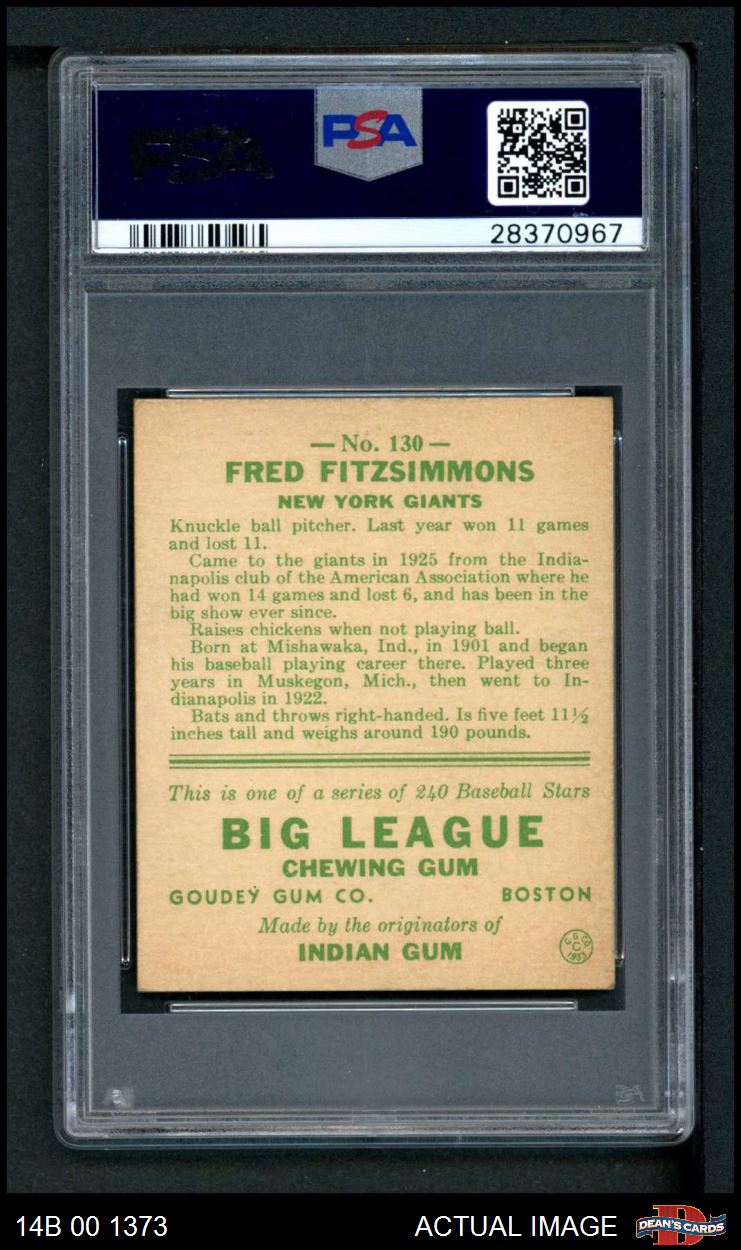 PSA
PSA
28370967
— No. 130 —
FRED FITZSIMMONS
NEW YORK GIANTS
Knuckle ball pitcher. Last year won 11 games
and lost 11.
Came to the giants in 1925 from the India-
napolis club of the American Association where he
had won 14 games and lost 6, and has been in the
big show ever since.
Raises chickens when not playing ball.
Born at Mishawaka, Ind., in 1901 and began
his baseball playing career there. Played three
years in Muskegon, Mich., then went to In-
dianapolis in 1922.
Bats and throws right-handed. Is five feet 11½
inches tall and weighs around 190 pounds.
This is one of a series of 240 Baseball Stars
BIG LEAGUE
CHEWING GUM
GOUDEY GUM CO. BOSTON
Made by the originators of
INDIAN GUM
G. G. CO.
C
1933
PSA
14B 00 1373 ACTUAL IMAGE D DEAN'S CARDS